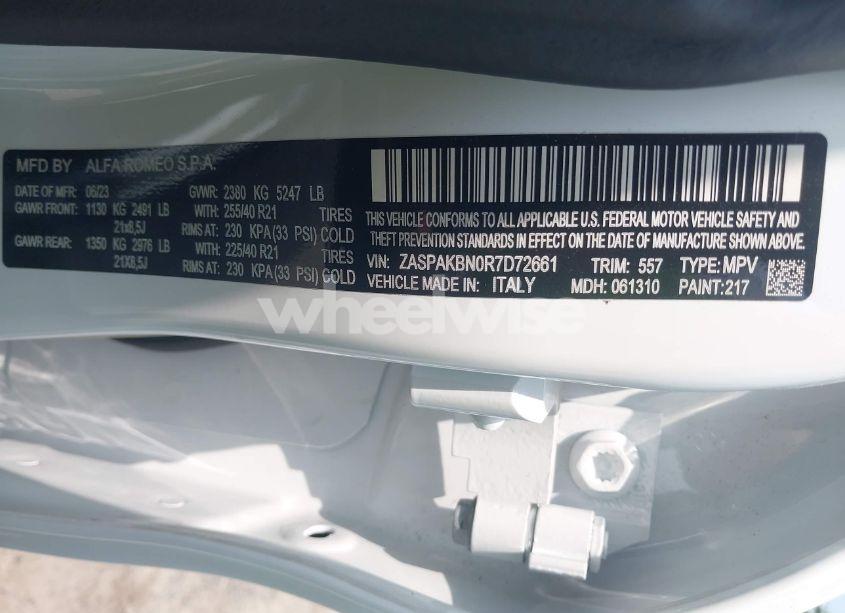 MFD BY ALFA ROMEO S.P.A.
DATE OF MFR: 06/23 GVWR: 2380 KG 5247 LB
GAWR FRONT: 1130 KG 2491 LB WITH: 255/40 R21 TIRES
21x8,5J RIMS AT: 230 KPA(33 PSI) COLD
GAWR REAR: 1350 KG 2976 LB WITH: 225/40 R21 TIRES
21X8,5J RIMS AT: 230 KPA(33 PSI) COLD
THIS VEHICLE CONFORMS TO ALL APPLICABLE U.S. FEDERAL MOTOR VEHICLE SAFETY AND
THEFT PREVENTION STANDARDS IN EFFECT ON THE DATE OF MANUFACTURE SHOWN ABOVE.
VIN: ZASPAKBN0R7D72661 TRIM: 557 TYPE: MPV
VEHICLE MADE IN: ITALY MDH: 061310 PAINT:217
wheelwise